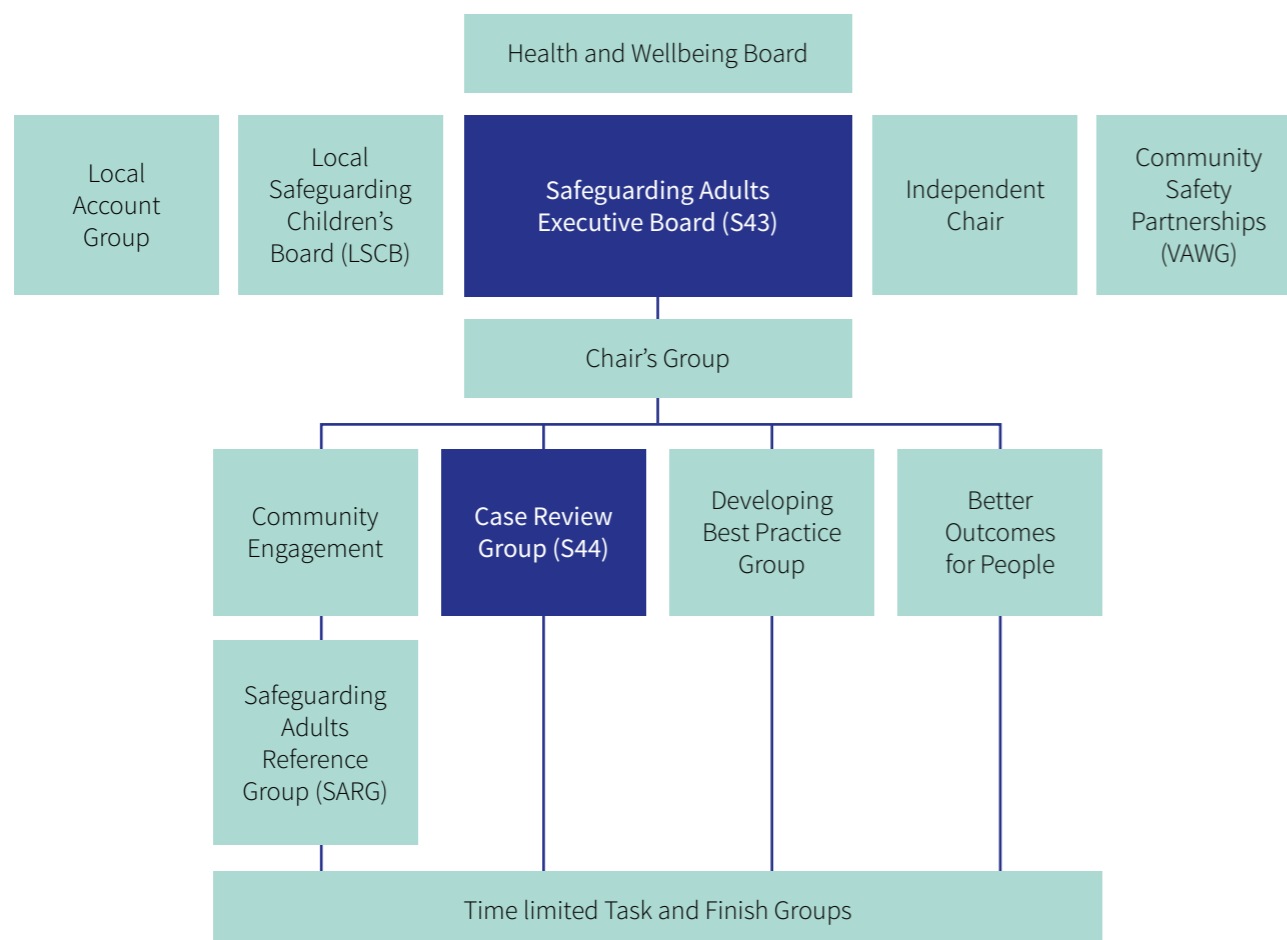 Health and Wellbeing Board
Local
Account
Group
Local
Safeguarding
Children’s
Board (LSCB)
Safeguarding Adults
Executive Board (S43)
Independent
Chair
Community
Safety
Partnerships
(VAWG)
Chair’s Group
Community
Engagement
Case Review
Group (S44)
Developing
Best Practice
Group
Better
Outcomes
for People
Safeguarding
Adults
Reference
Group (SARG)
Time limited Task and Finish Groups